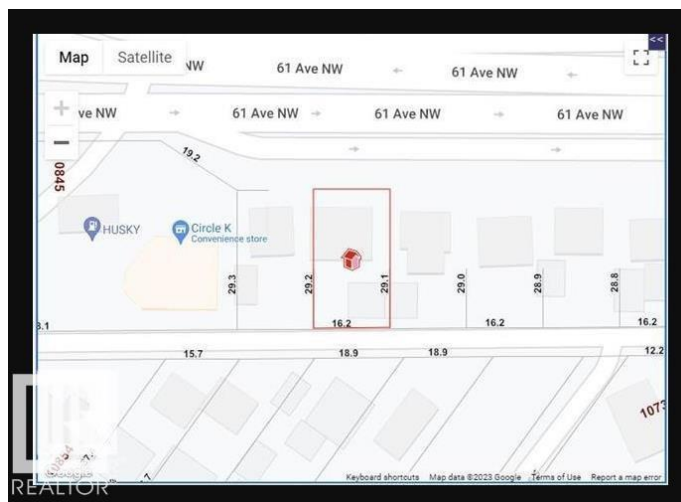 <<
Map Satellite NW
61 Ave NW
61 Ave NW
ve NW
61 Ave NW
61 Ave NW
61 Ave NW
0845
19.2
HUSKY
Circle K
Convenience store
29.3
29.2
29.1
29.0
28.9
28.8
3.1
16.2
16.2
16.2
15.7
18.9
18.9
12.2
1073
Google
Keyboard shortcuts Map data ©2023 Google Terms of Use Report a map error
REALTOR